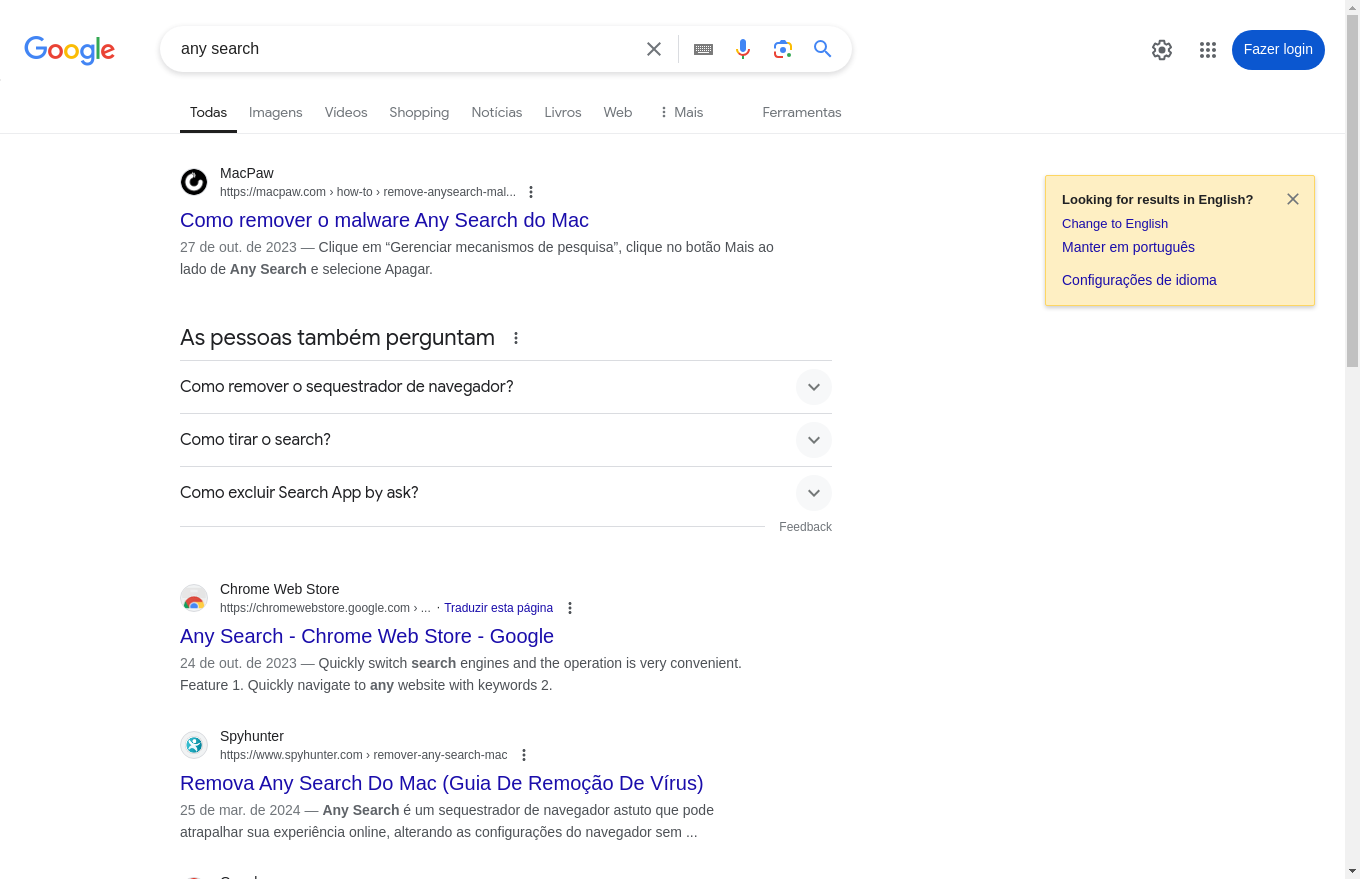 Google
any search
Fazer login
Todas
Imagens
Vídeos
Shopping
Notícias
Livros
Web
Mais
Ferramentas
MacPaw
https://macpaw.com › how-to › remove-anysearch-mal...
Como remover o malware Any Search do Mac
27 de out. de 2023 — Clique em “Gerenciar mecanismos de pesquisa”, clique no botão Mais ao
lado de Any Search e selecione Apagar.
Looking for results in English?
Change to English
Manter em português
Configurações de idioma
As pessoas também perguntam
Como remover o sequestrador de navegador?
Como tirar o search?
Como excluir Search App by ask?
Feedback
Chrome Web Store
https://chromewebstore.google.com › ... · Traduzir esta página
Any Search - Chrome Web Store - Google
24 de out. de 2023 — Quickly switch search engines and the operation is very convenient.
Feature 1. Quickly navigate to any website with keywords 2.
Spyhunter
https://www.spyhunter.com › remover-any-search-mac
Remova Any Search Do Mac (Guia De Remoção De Vírus)
25 de mar. de 2024 — Any Search é um sequestrador de navegador astuto que pode
atrapalhar sua experiência online, alterando as configurações do navegador sem ...